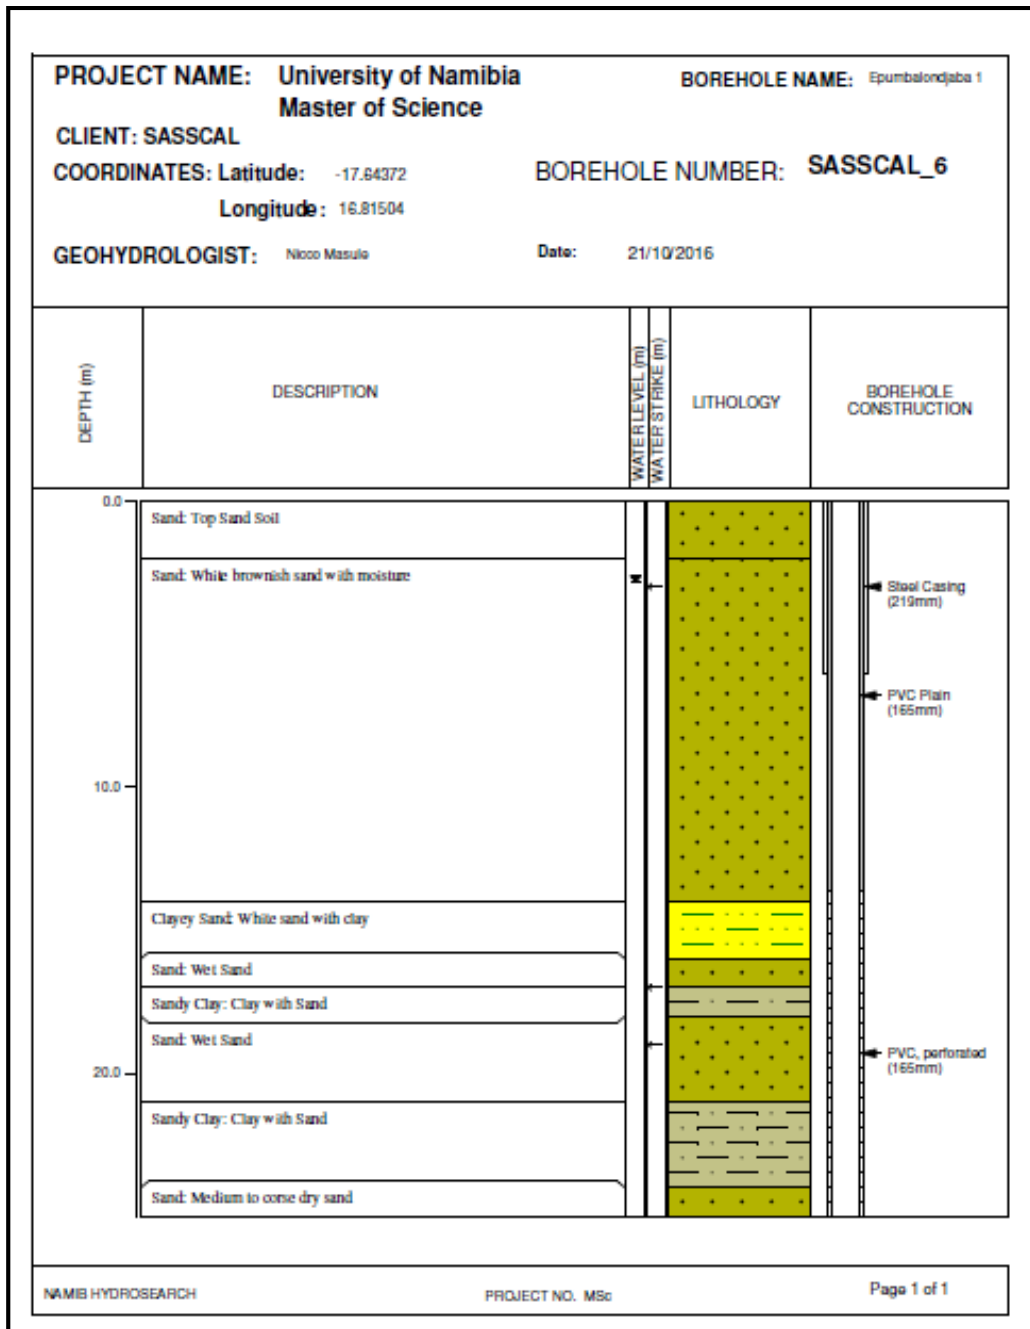 PROJECT NAME: University of Namibia
Master of Science
BOREHOLE NAME: Epumbalondjaba 1
CLIENT: SASSCAL
COORDINATES: Latitude: -17.64372
BOREHOLE NUMBER: SASSCAL_6
Longitude: 16.81504
GEOHYDROLOGIST: Nicco Masule
Date: 21/10/2016
DEPTH (m)
DESCRIPTION
WATER LEVEL (m)
WATER STRIKE (m)
LITHOLOGY
BOREHOLE
CONSTRUCTION
0.0
Sand: Top Sand Soil
Sand: White brownish sand with moisture
Steel Casing
(219mm)
PVC Plain
(165mm)
10.0
Clayey Sand: White sand with clay
Sand: Wet Sand
Sandy Clay: Clay with Sand
Sand: Wet Sand
PVC, perforated
(165mm)
20.0
Sandy Clay: Clay with Sand
Sand: Medium to corse dry sand
NAMIB HYDROSEARCH
PROJECT NO. MSc
Page 1 of 1